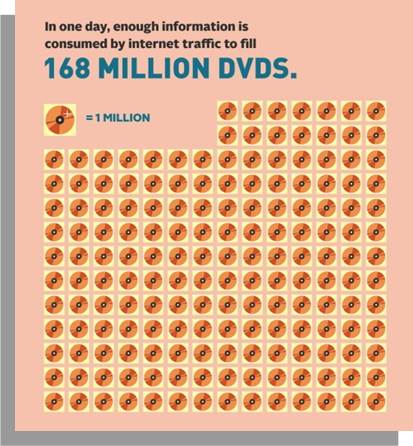 In one day, enough information is
consumed by internet traffic to fill
168 MILLION DVDS.
= 1 MILLION